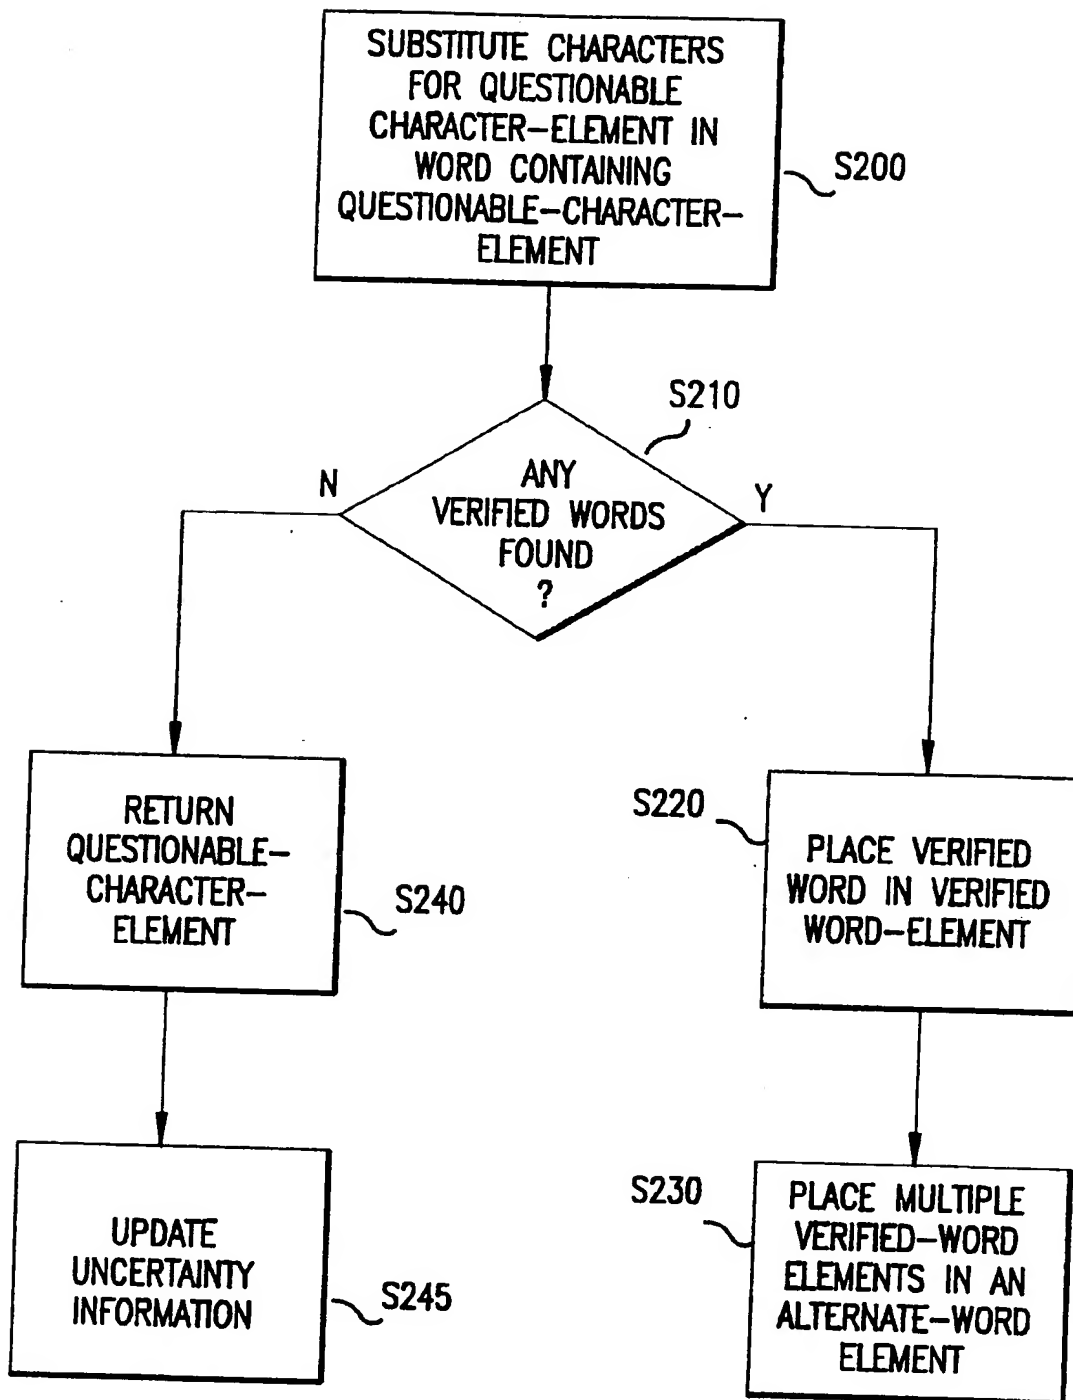 SUBSTITUTE CHARACTERS
FOR QUESTIONABLE
CHARACTER-ELEMENT IN
WORD CONTAINING
QUESTIONABLE-CHARACTER-
ELEMENT
S200
S210
ANY
VERIFIED WORDS
FOUND
?
N
Y
RETURN
QUESTIONABLE-
CHARACTER-
ELEMENT
S240
S220
PLACE VERIFIED
WORD IN VERIFIED
WORD-ELEMENT
UPDATE
UNCERTAINTY
INFORMATION
S245
S230
PLACE MULTIPLE
VERIFIED-WORD
ELEMENTS IN AN
ALTERNATE-WORD
ELEMENT